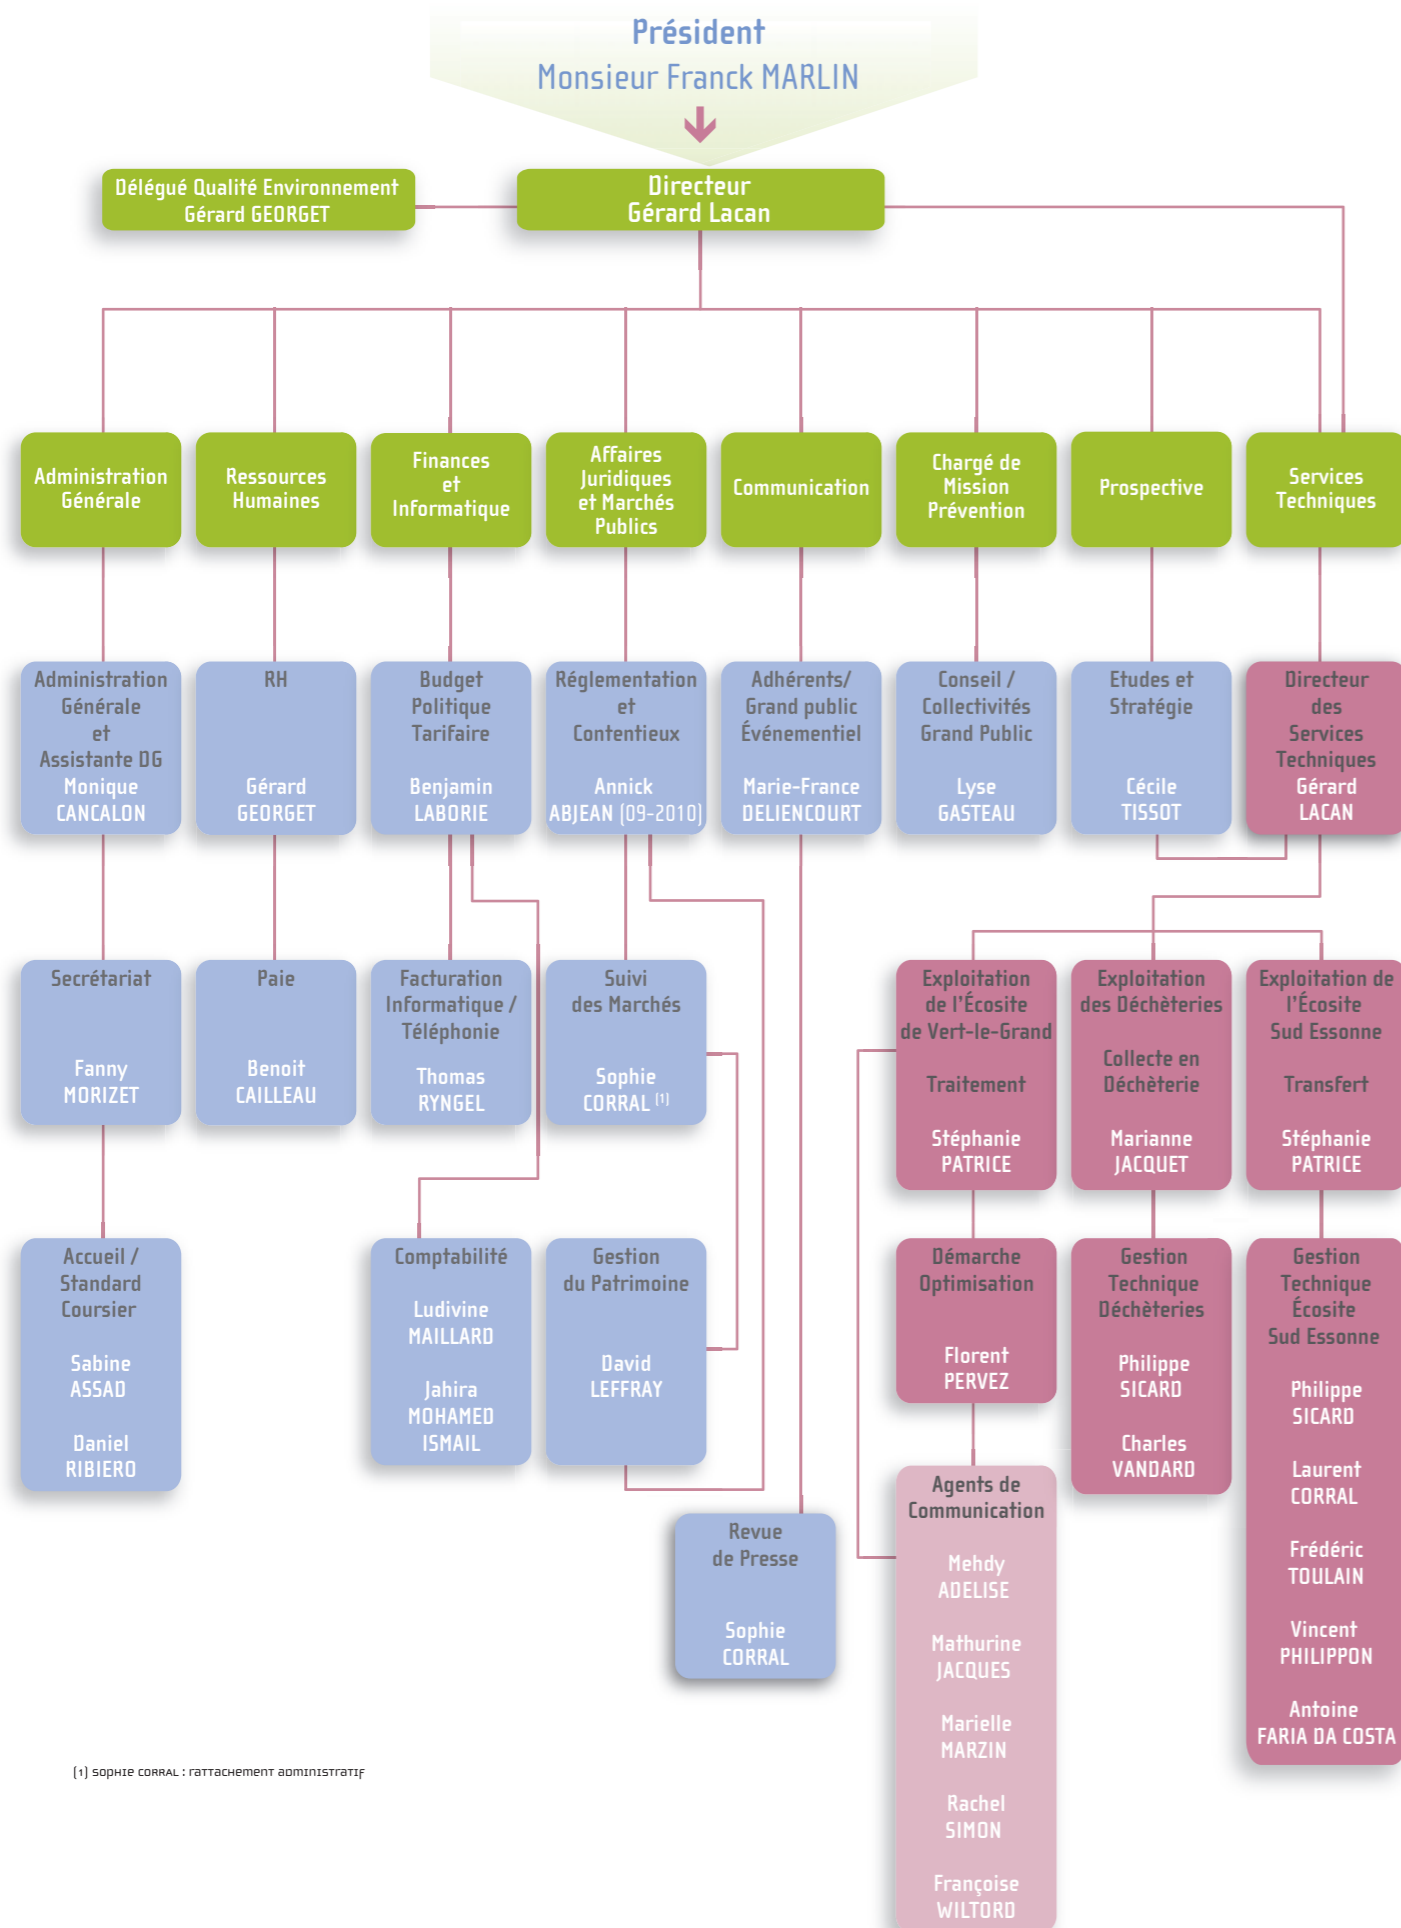 Président
Monsieur Franck MARLIN
Délégué Qualité Environnement
Gérard GEORGET
Directeur
Gérard Lacan
Administration
Générale
Ressources
Humaines
Finances
et
Informatique
Affaires
Juridiques
et Marchés
Publics
Communication
Chargé de
Mission
Prévention
Prospective
Services
Techniques
Administration
Générale
et
Assistante DG
Monique
CANCALON
RH
Gérard
GEORGET
Budget
Politique
Tarifaire
Benjamin
LABORIE
Réglementation
et
Contentieux
Annick
ABJEAN (09-2010)
Adhérents/
Grand public
Événementiel
Marie-France
DELIENCOURT
Conseil /
Collectivités
Grand Public
Lyse
GASTEAU
Etudes et
Stratégie
Cécile
TISSOT
Directeur
des
Services
Techniques
Gérard
LACAN
Secrétariat
Fanny
MORIZET
Paie
Benoit
CAILLEAU
Facturation
Informatique /
Téléphonie
Thomas
RYNGEL
Suivi
des Marchés
Sophie
CORRAL (1)
Exploitation
de l'Écosite
de Vert-le-Grand
Traitement
Stéphanie
PATRICE
Exploitation
des Déchèteries
Collecte en
Déchèterie
Marianne
JACQUET
Exploitation de
l'Écosite
Sud Essonne
Transfert
Stéphanie
PATRICE
Accueil /
Standard
Coursier
Sabine
ASSAD
Daniel
RIBIERO
Comptabilité
Ludivine
MAILLARD
Jahira
MOHAMED
ISMAIL
Gestion
du Patrimoine
David
LEFFRAY
Démarche
Optimisation
Florent
PERVEZ
Gestion
Technique
Déchèteries
Philippe
SICARD
Charles
VANDARD
Gestion
Technique
Écosite
Sud Essonne
Philippe
SICARD
Laurent
CORRAL
Frédéric
TOULAIN
Vincent
PHILIPPON
Antoine
FARIA DA COSTA
Revue
de Presse
Sophie
CORRAL
Agents de
Communication
Mehdy
ADELISE
Mathurine
JACQUES
Marielle
MARZIN
Rachel
SIMON
Françoise
WILTORD
(1) SOPHIE CORRAL : RATTACHEMENT ADMINISTRATIF